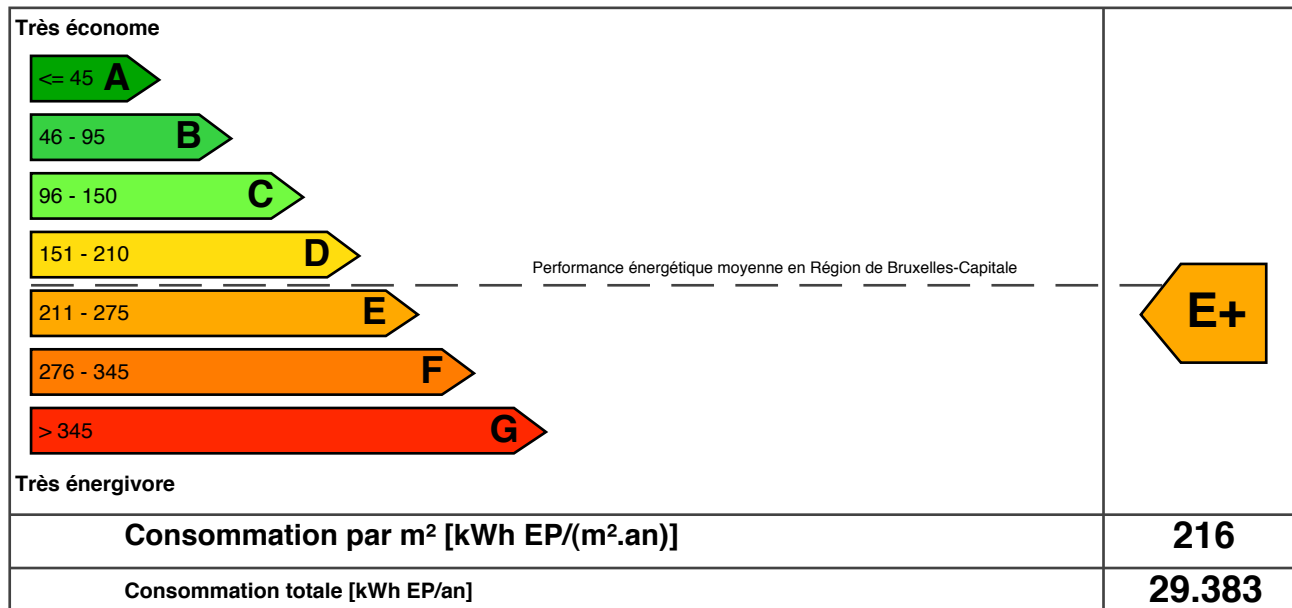 Très économe
<= 45 A
46 - 95 B
96 - 150 C
151 - 210 D
Performance énergétique moyenne en Région de Bruxelles-Capitale
211 - 275 E
E+
276 - 345 F
> 345 G
Très énergivore
Consommation par m² [kWh EP/(m².an)] 216
Consommation totale [kWh EP/an] 29.383